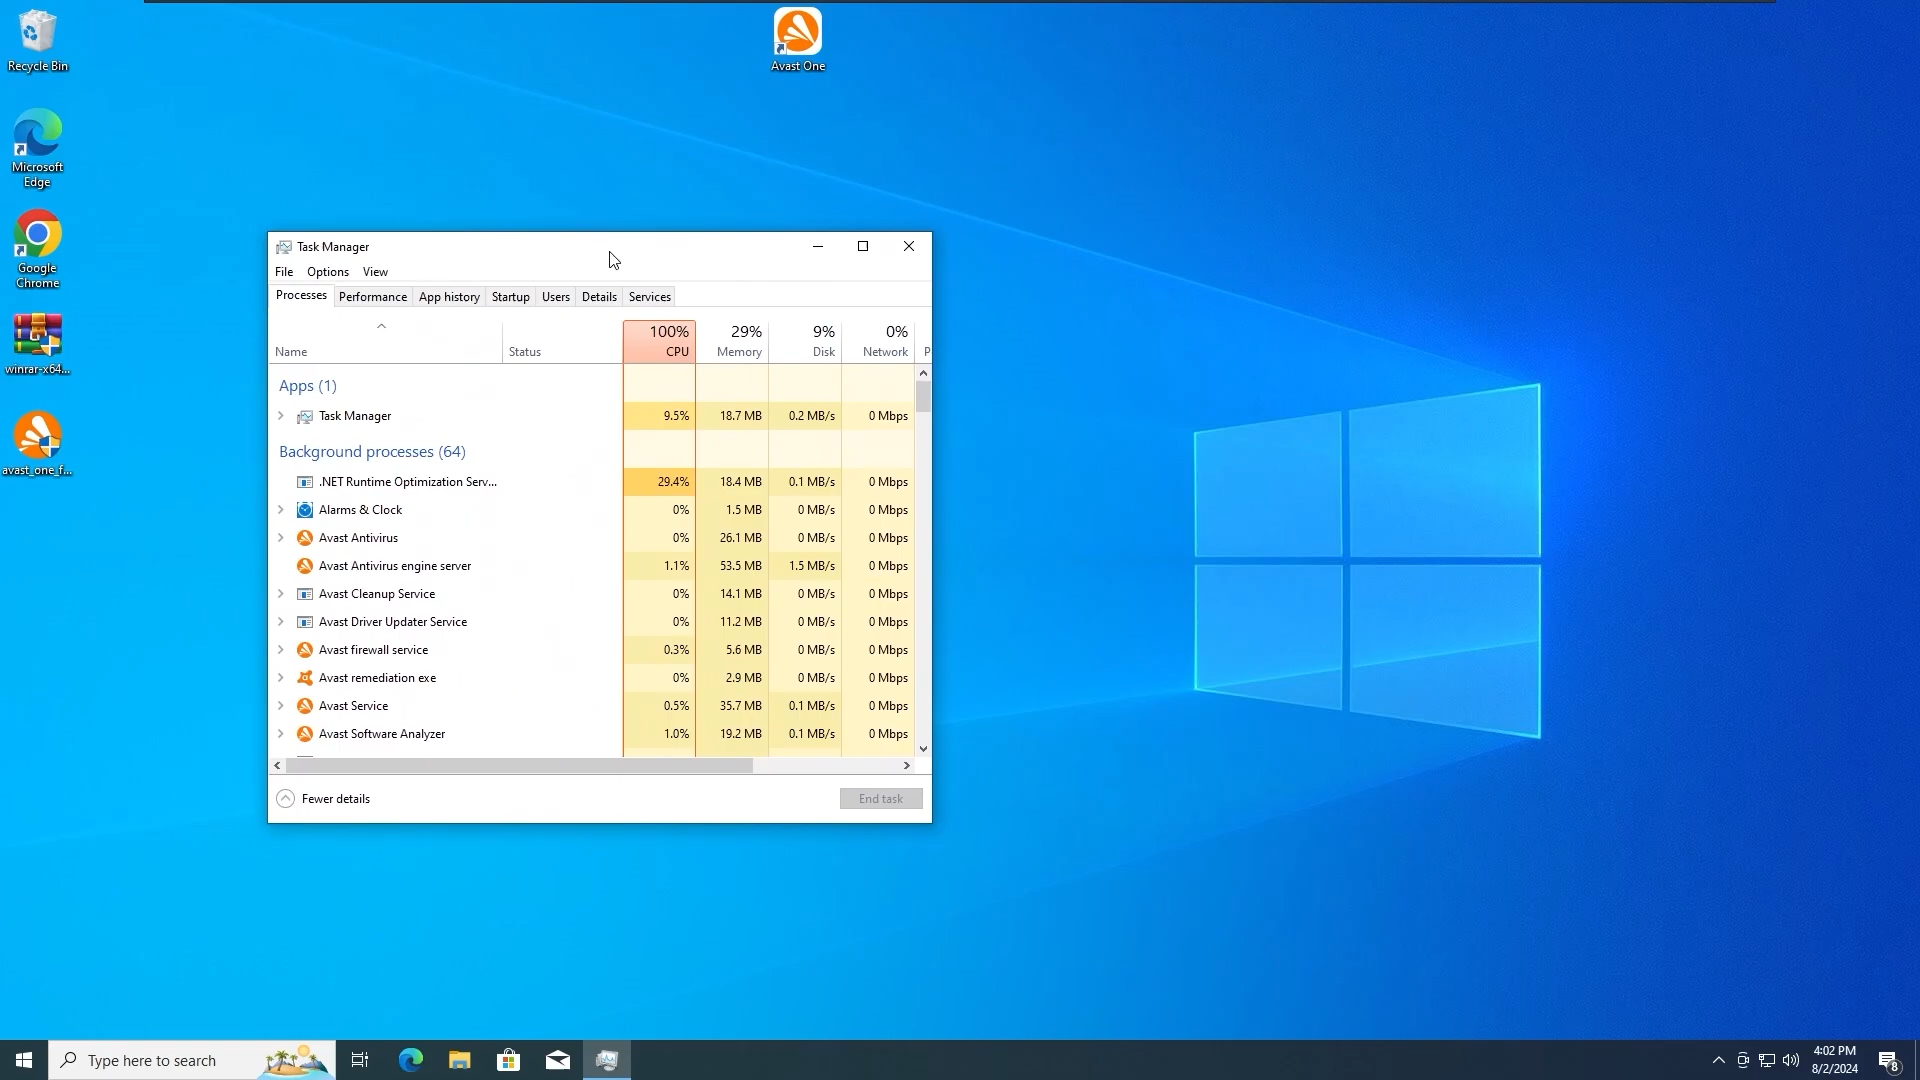 Recycle Bin
Microsoft
Edge
Google
Chrome
winrar-x64...
avast_one_f...
Avast One
Task Manager
File Options View
Processes Performance App history Startup Users Details Services
100% 29% 9% 0%
Name Status CPU Memory Disk Network P
Apps (1)
Task Manager 9.5% 18.7 MB 0.2 MB/s 0 Mbps
Background processes (64)
.NET Runtime Optimization Serv... 29.4% 18.4 MB 0.1 MB/s 0 Mbps
Alarms & Clock 0% 1.5 MB 0 MB/s 0 Mbps
Avast Antivirus 0% 26.1 MB 0 MB/s 0 Mbps
Avast Antivirus engine server 1.1% 53.5 MB 1.5 MB/s 0 Mbps
Avast Cleanup Service 0% 14.1 MB 0 MB/s 0 Mbps
Avast Driver Updater Service 0% 11.2 MB 0 MB/s 0 Mbps
Avast firewall service 0.3% 5.6 MB 0 MB/s 0 Mbps
Avast remediation exe 0% 2.9 MB 0 MB/s 0 Mbps
Avast Service 0.5% 35.7 MB 0.1 MB/s 0 Mbps
Avast Software Analyzer 1.0% 19.2 MB 0.1 MB/s 0 Mbps
Fewer details End task
Type here to search
4:02 PM
8/2/2024
8